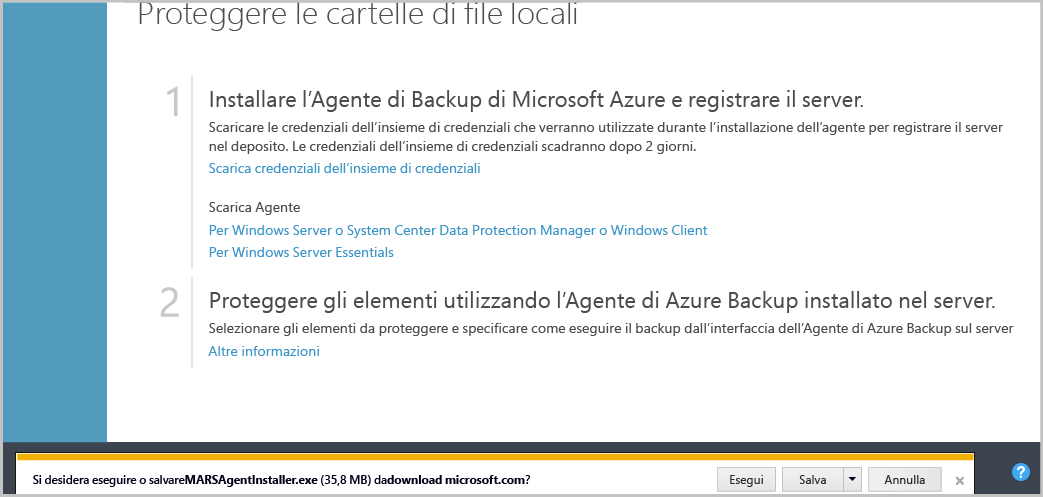 Proteggere le cartelle di file locali
1
Installare l'Agente di Backup di Microsoft Azure e registrare il server.
Scaricare le credenziali dell'insieme di credenziali che verranno utilizzate durante l'installazione dell'agente per registrare il server
nel deposito. Le credenziali dell'insieme di credenziali scadranno dopo 2 giorni.
Scarica credenziali dell'insieme di credenziali
Scarica Agente
Per Windows Server o System Center Data Protection Manager o Windows Client
Per Windows Server Essentials
2
Proteggere gli elementi utilizzando l'Agente di Azure Backup installato nel server.
Selezionare gli elementi da proteggere e specificare come eseguire il backup dall'interfaccia dell'Agente di Azure Backup sul server
Altre informazioni
Si desidera eseguire o salvareMARSAgentInstaller.exe (35,8 MB) dadownload microsoft.com? Esegui Salva Annulla × ?